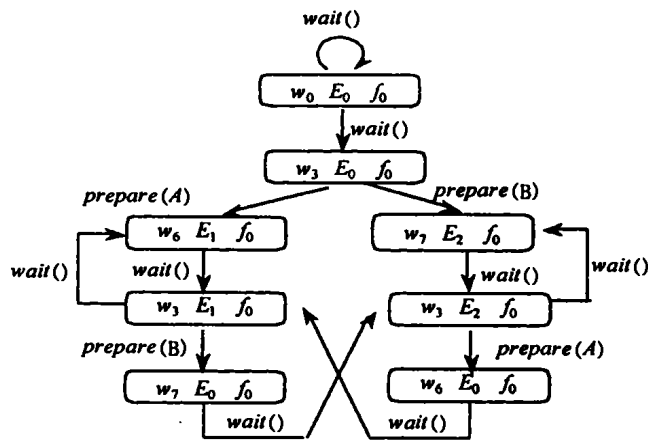 wait()
w₀ E₀ f₀
wait()
w₃ E₀ f₀
prepare(A) prepare(B)
w₆ E₁ f₀ w₇ E₂ f₀
wait() wait() wait() wait()
w₃ E₁ f₀ w₃ E₂ f₀
prepare(B) prepare(A)
w₇ E₀ f₀ w₆ E₀ f₀
wait() wait()